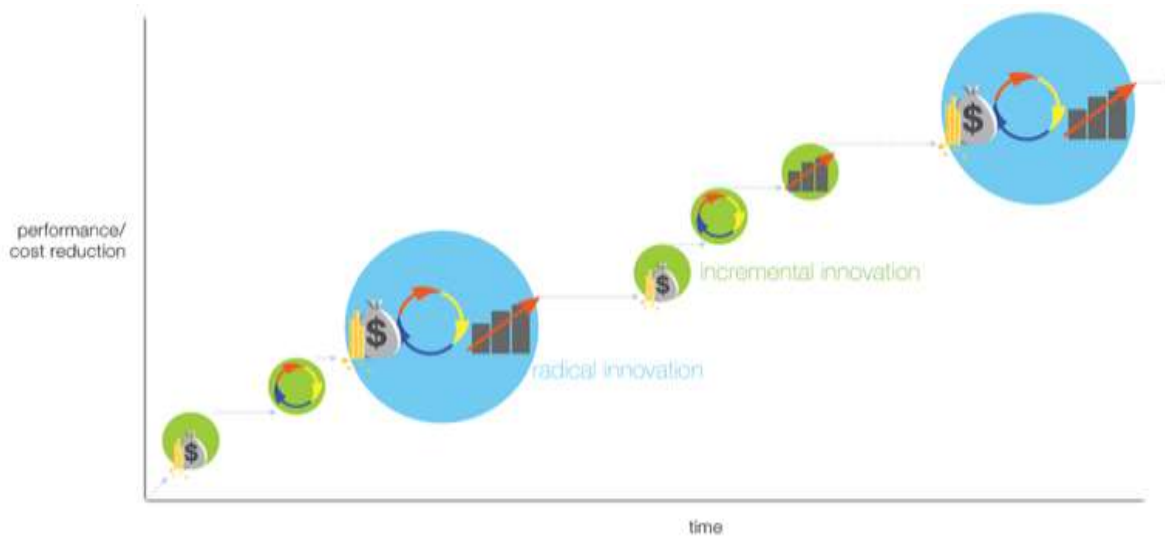 performance/
cost reduction
$
$
$
$
incremental innovation
radical innovation
time